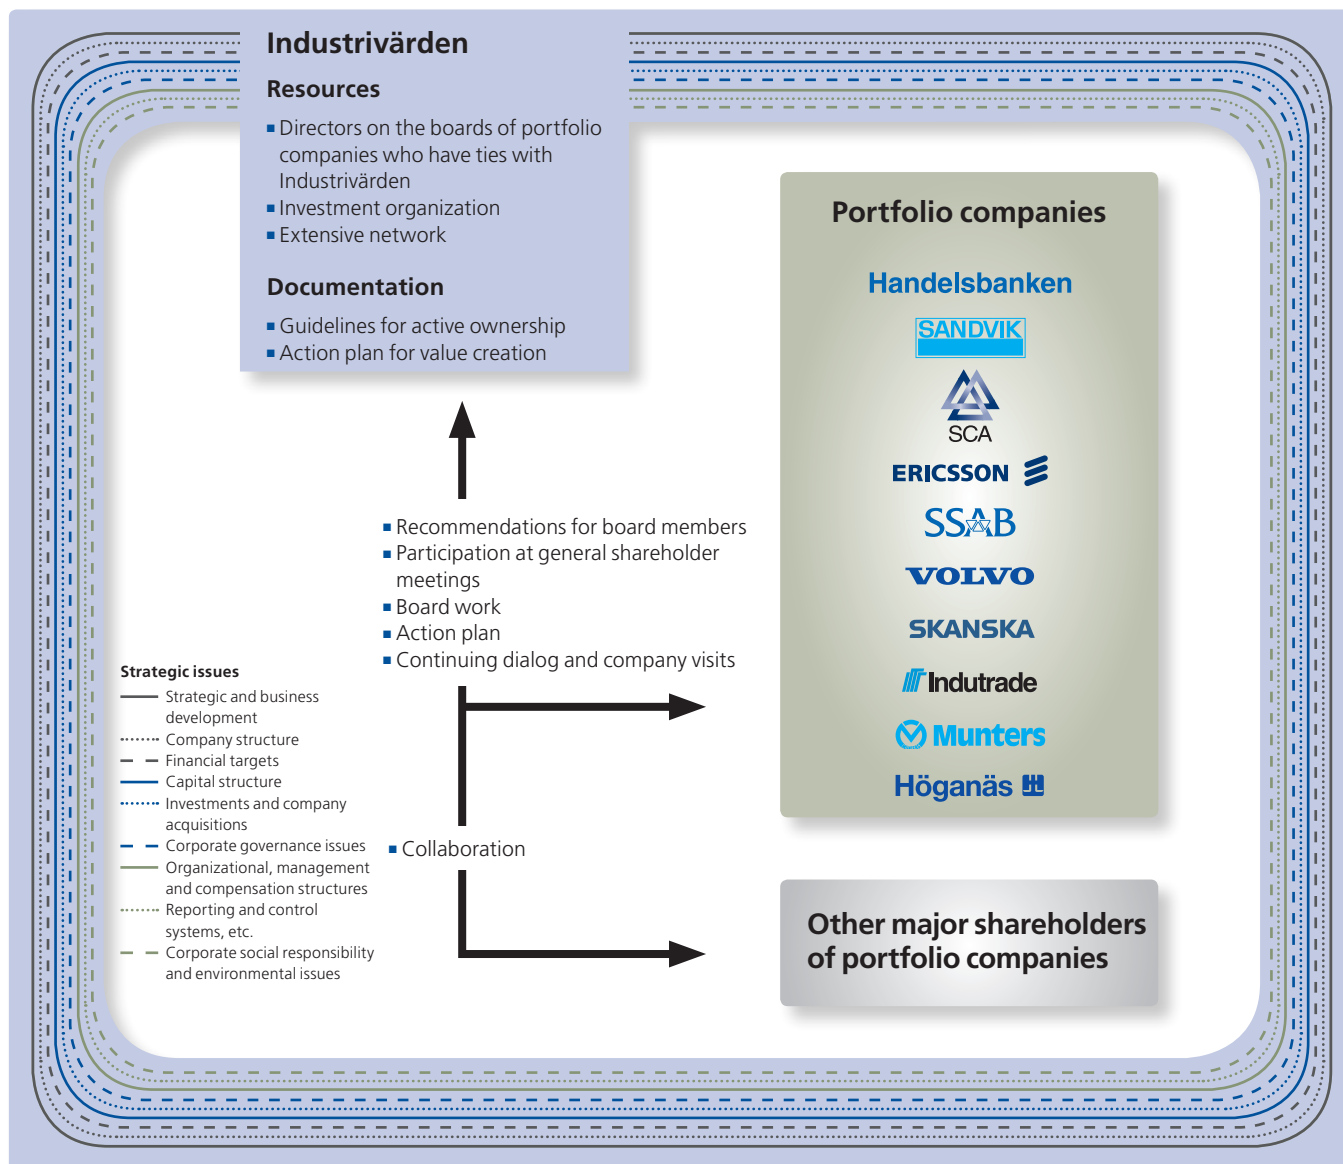 Industrivärden
Resources
▪ Directors on the boards of portfolio
companies who have ties with
Industrivärden
▪ Investment organization
▪ Extensive network
Documentation
▪ Guidelines for active ownership
▪ Action plan for value creation
▪ Recommendations for board members
▪ Participation at general shareholder
meetings
▪ Board work
▪ Action plan
▪ Continuing dialog and company visits
▪ Collaboration
Strategic issues
Strategic and business
development
Company structure
Financial targets
Capital structure
Investments and company
acquisitions
Corporate governance issues
Organizational, management
and compensation structures
Reporting and control
systems, etc.
Corporate social responsibility
and environmental issues
Portfolio companies
Handelsbanken
SANDVIK
SCA
ERICSSON
SSAB
VOLVO
SKANSKA
Indutrade
Munters
Höganäs
Other major shareholders
of portfolio companies